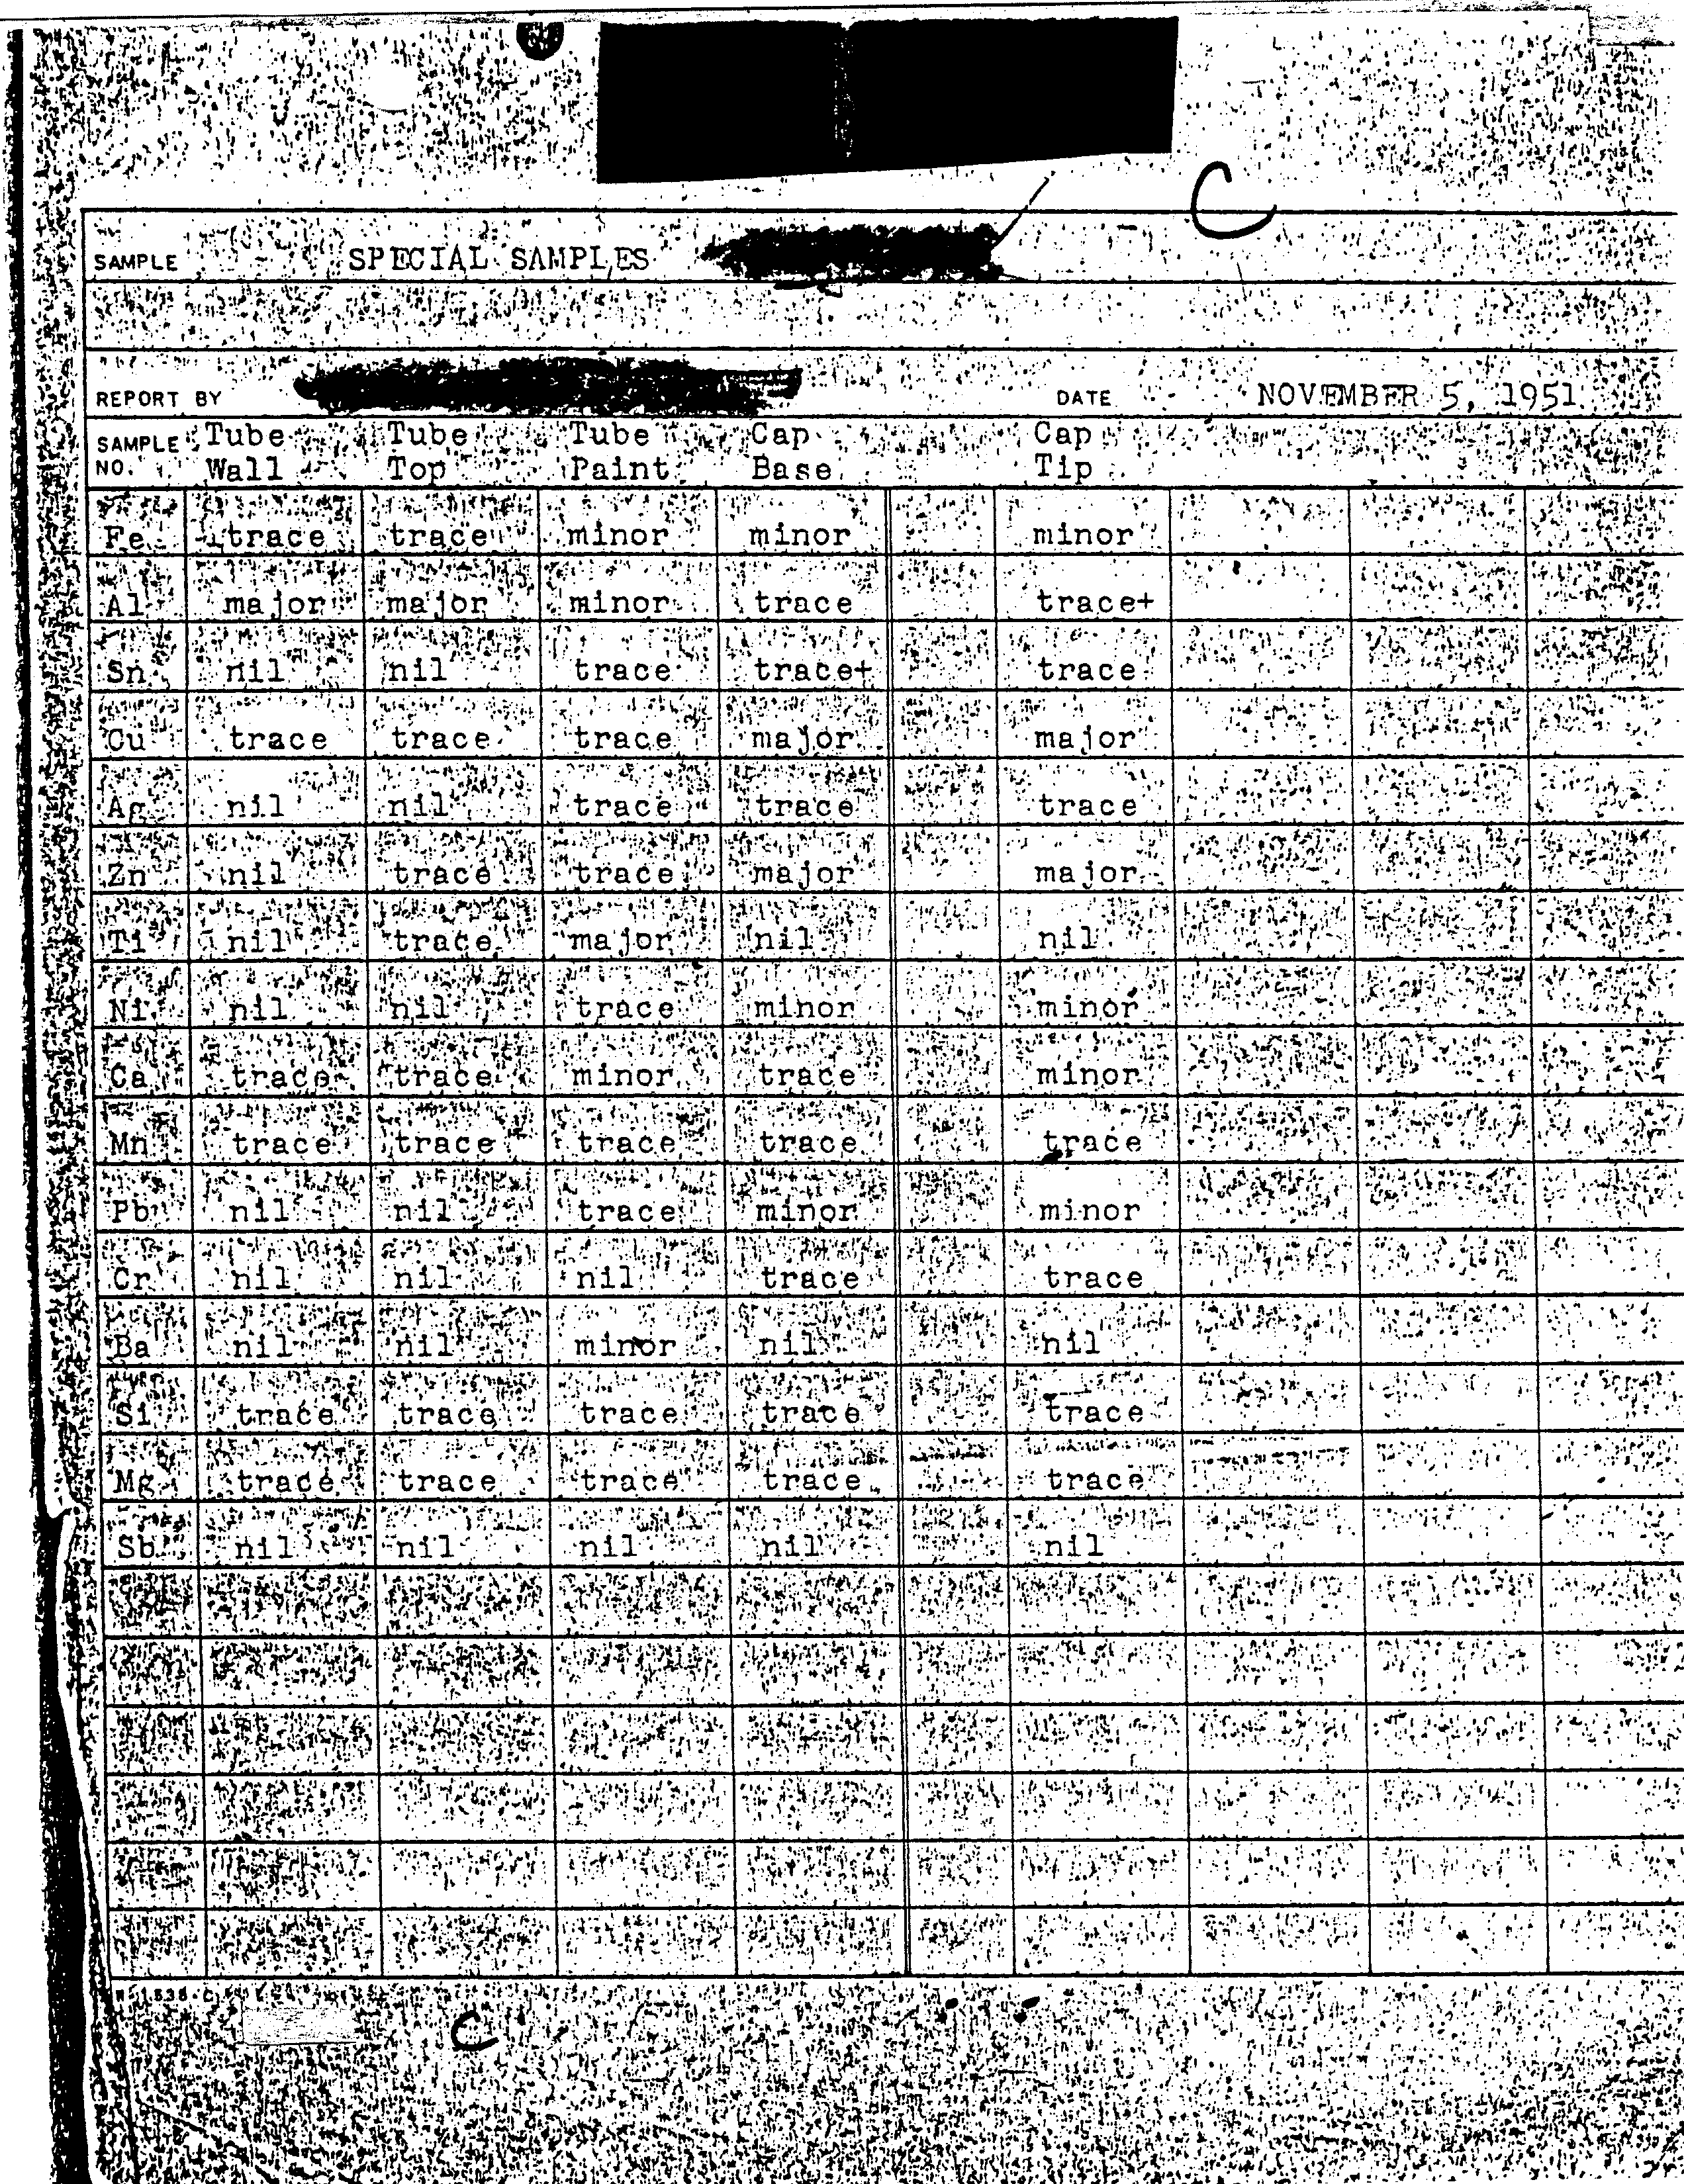 C
SAMPLE SPECIAL SAMPLES
REPORT BY DATE NOVEMBER 5, 1951
SAMPLE Tube Tube Tube Cap Cap
NO. Wall Top Paint Base Tip
Fe trace trace minor minor minor
Al major major minor trace trace+
Sn nil nil trace trace+ trace
Cu trace trace trace major major
Ag nil nil trace trace trace
Zn nil trace trace major major
Ti nil trace major nil nil
Ni nil nil trace minor minor
Ca trace trace minor trace minor
Mn trace trace trace trace trace
Pb nil nil trace minor minor
Cr nil nil nil trace trace
Ba nil nil minor nil nil
Si trace trace trace trace trace
Mg trace trace trace trace trace
Sb nil nil nil nil nil
C